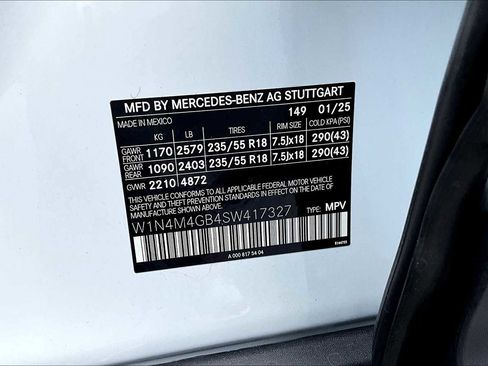 MFD BY MERCEDES-BENZ AG STUTTGART
MADE IN MEXICO 149 01/25
KG LB TIRES RIM SIZE COLD KPA (PSI)
GAWR FRONT 1170 2579 235/55 R18 7.5Jx18 290(43)
GAWR REAR 1090 2403 235/55 R18 7.5Jx18 290(43)
GVWR 2210 4872
THIS VEHICLE CONFORMS TO ALL APPLICABLE FEDERAL MOTOR VEHICLE
SAFETY STANDARDS IN EFFECT ON THE DATE OF MANUFACTURE
SHOWN ABOVE.
W1N4M4GB4SW417327 TYPE: MPV
A 000 817 54 04